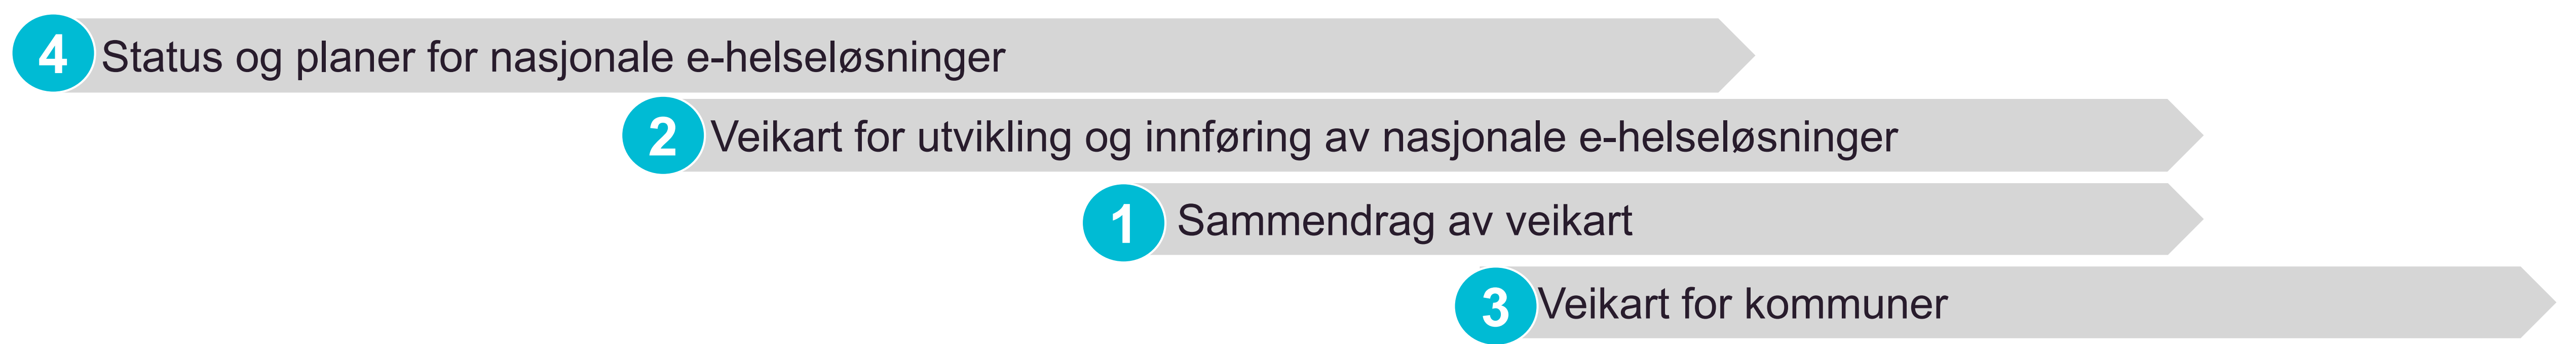 4 Status og planer for nasjonale e-helseløsninger
2 Veikart for utvikling og innføring av nasjonale e-helseløsninger
1 Sammendrag av veikart
3 Veikart for kommuner